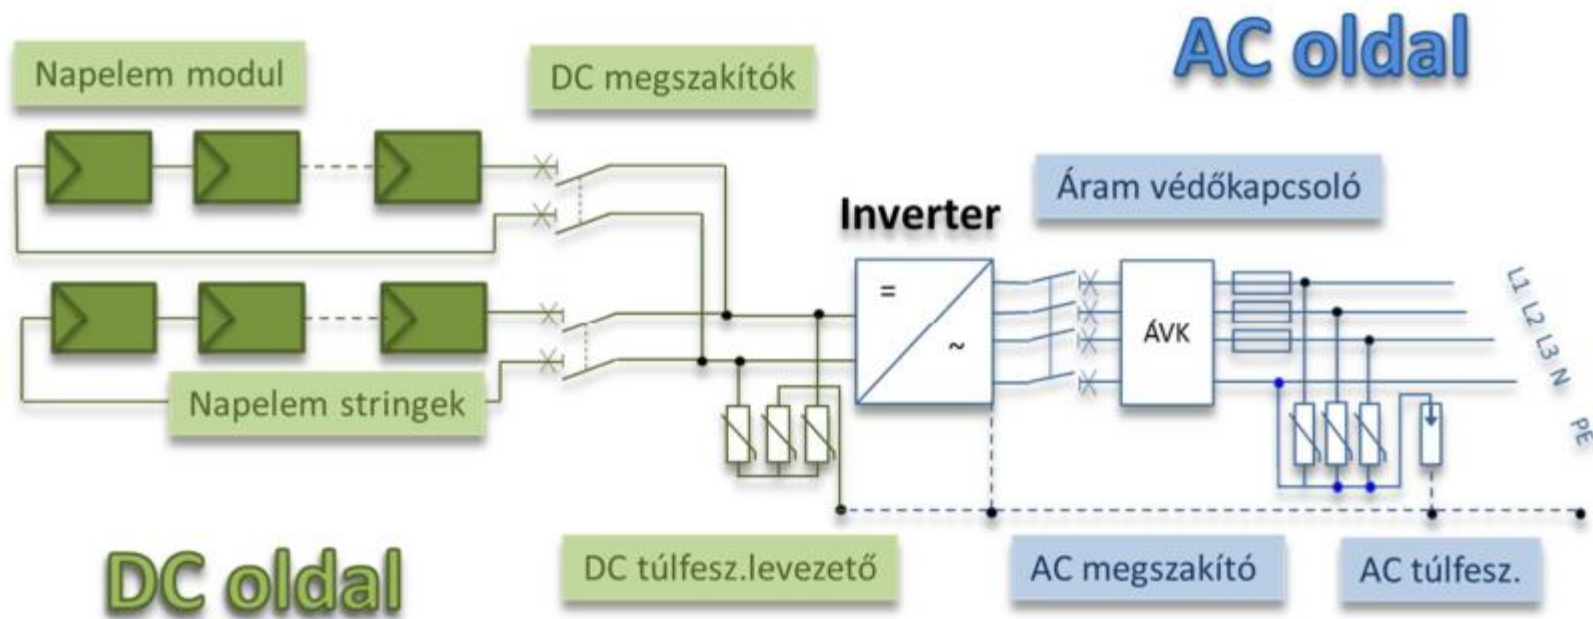 AC oldal
Napelem modul
DC megszakítók
Áram védőkapcsoló
Inverter
=
~
ÁVK
L1
L2
L3
N
PE
Napelem stringek
DC oldal
DC túlfesz.levezető
AC megszakító
AC túlfesz.